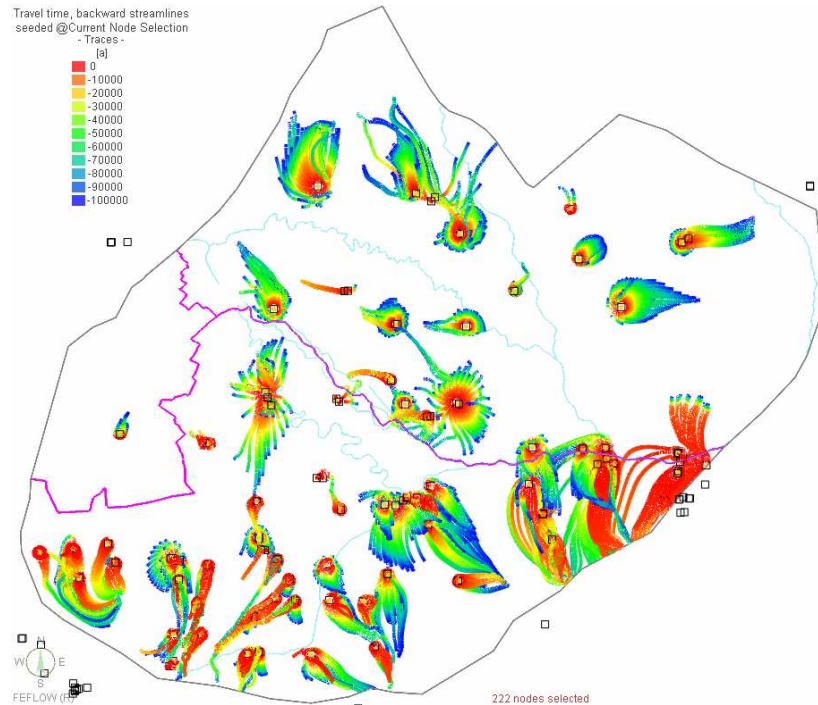 Travel time, backward streamlines
seeded @Current Node Selection
- Traces -
[a]
0
-10000
-20000
-30000
-40000
-50000
-60000
-70000
-80000
-90000
-100000
N
W E
S
FEFLOW (R)
222 nodes selected